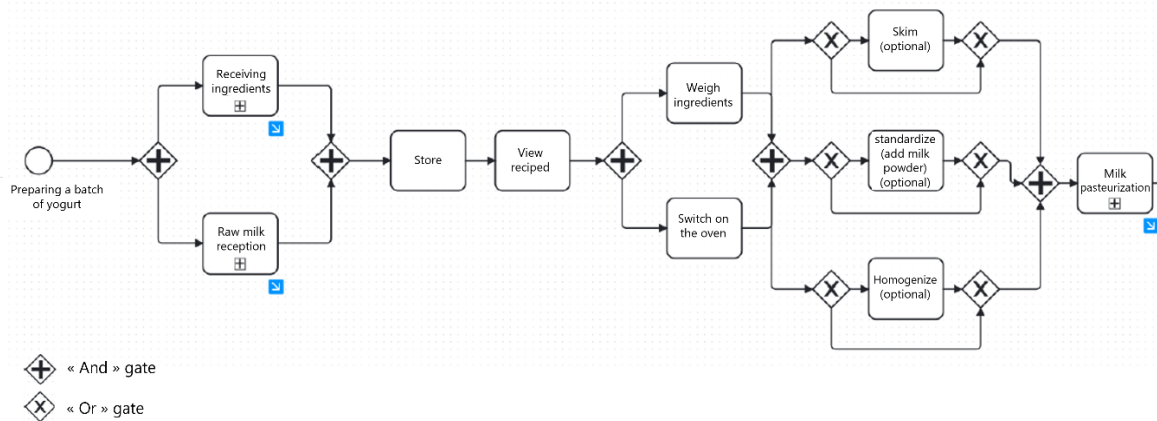 Preparing a batch
of yogurt
Receiving
ingredients
Raw milk
reception
Store
View
reciped
Weigh
ingredients
Switch on
the oven
Skim
(optional)
standardize
(add milk
powder)
(optional)
Homogenize
(optional)
Milk
pasteurization
« And » gate
« Or » gate